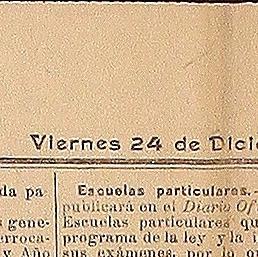 Viernes 24 de Dici
da pa
s gene-
erroca-
y Año
Escuelas particulares.-
publicará en el Diario Of
Escuelas particulares q
programa de la ley y la i
sus exámenes, por lo q